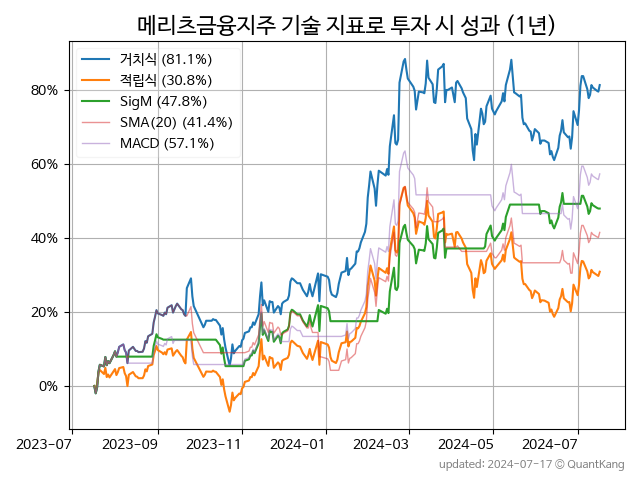 메리츠금융지주 기술 지표로 투자 시 성과 (1년)
거치식 (81.1%)
적립식 (30.8%)
SigM (47.8%)
SMA(20) (41.4%)
MACD (57.1%)
80%
60%
40%
20%
0%
2023-07 2023-09 2023-11 2024-01 2024-03 2024-05 2024-07
updated: 2024-07-17 © QuantKang